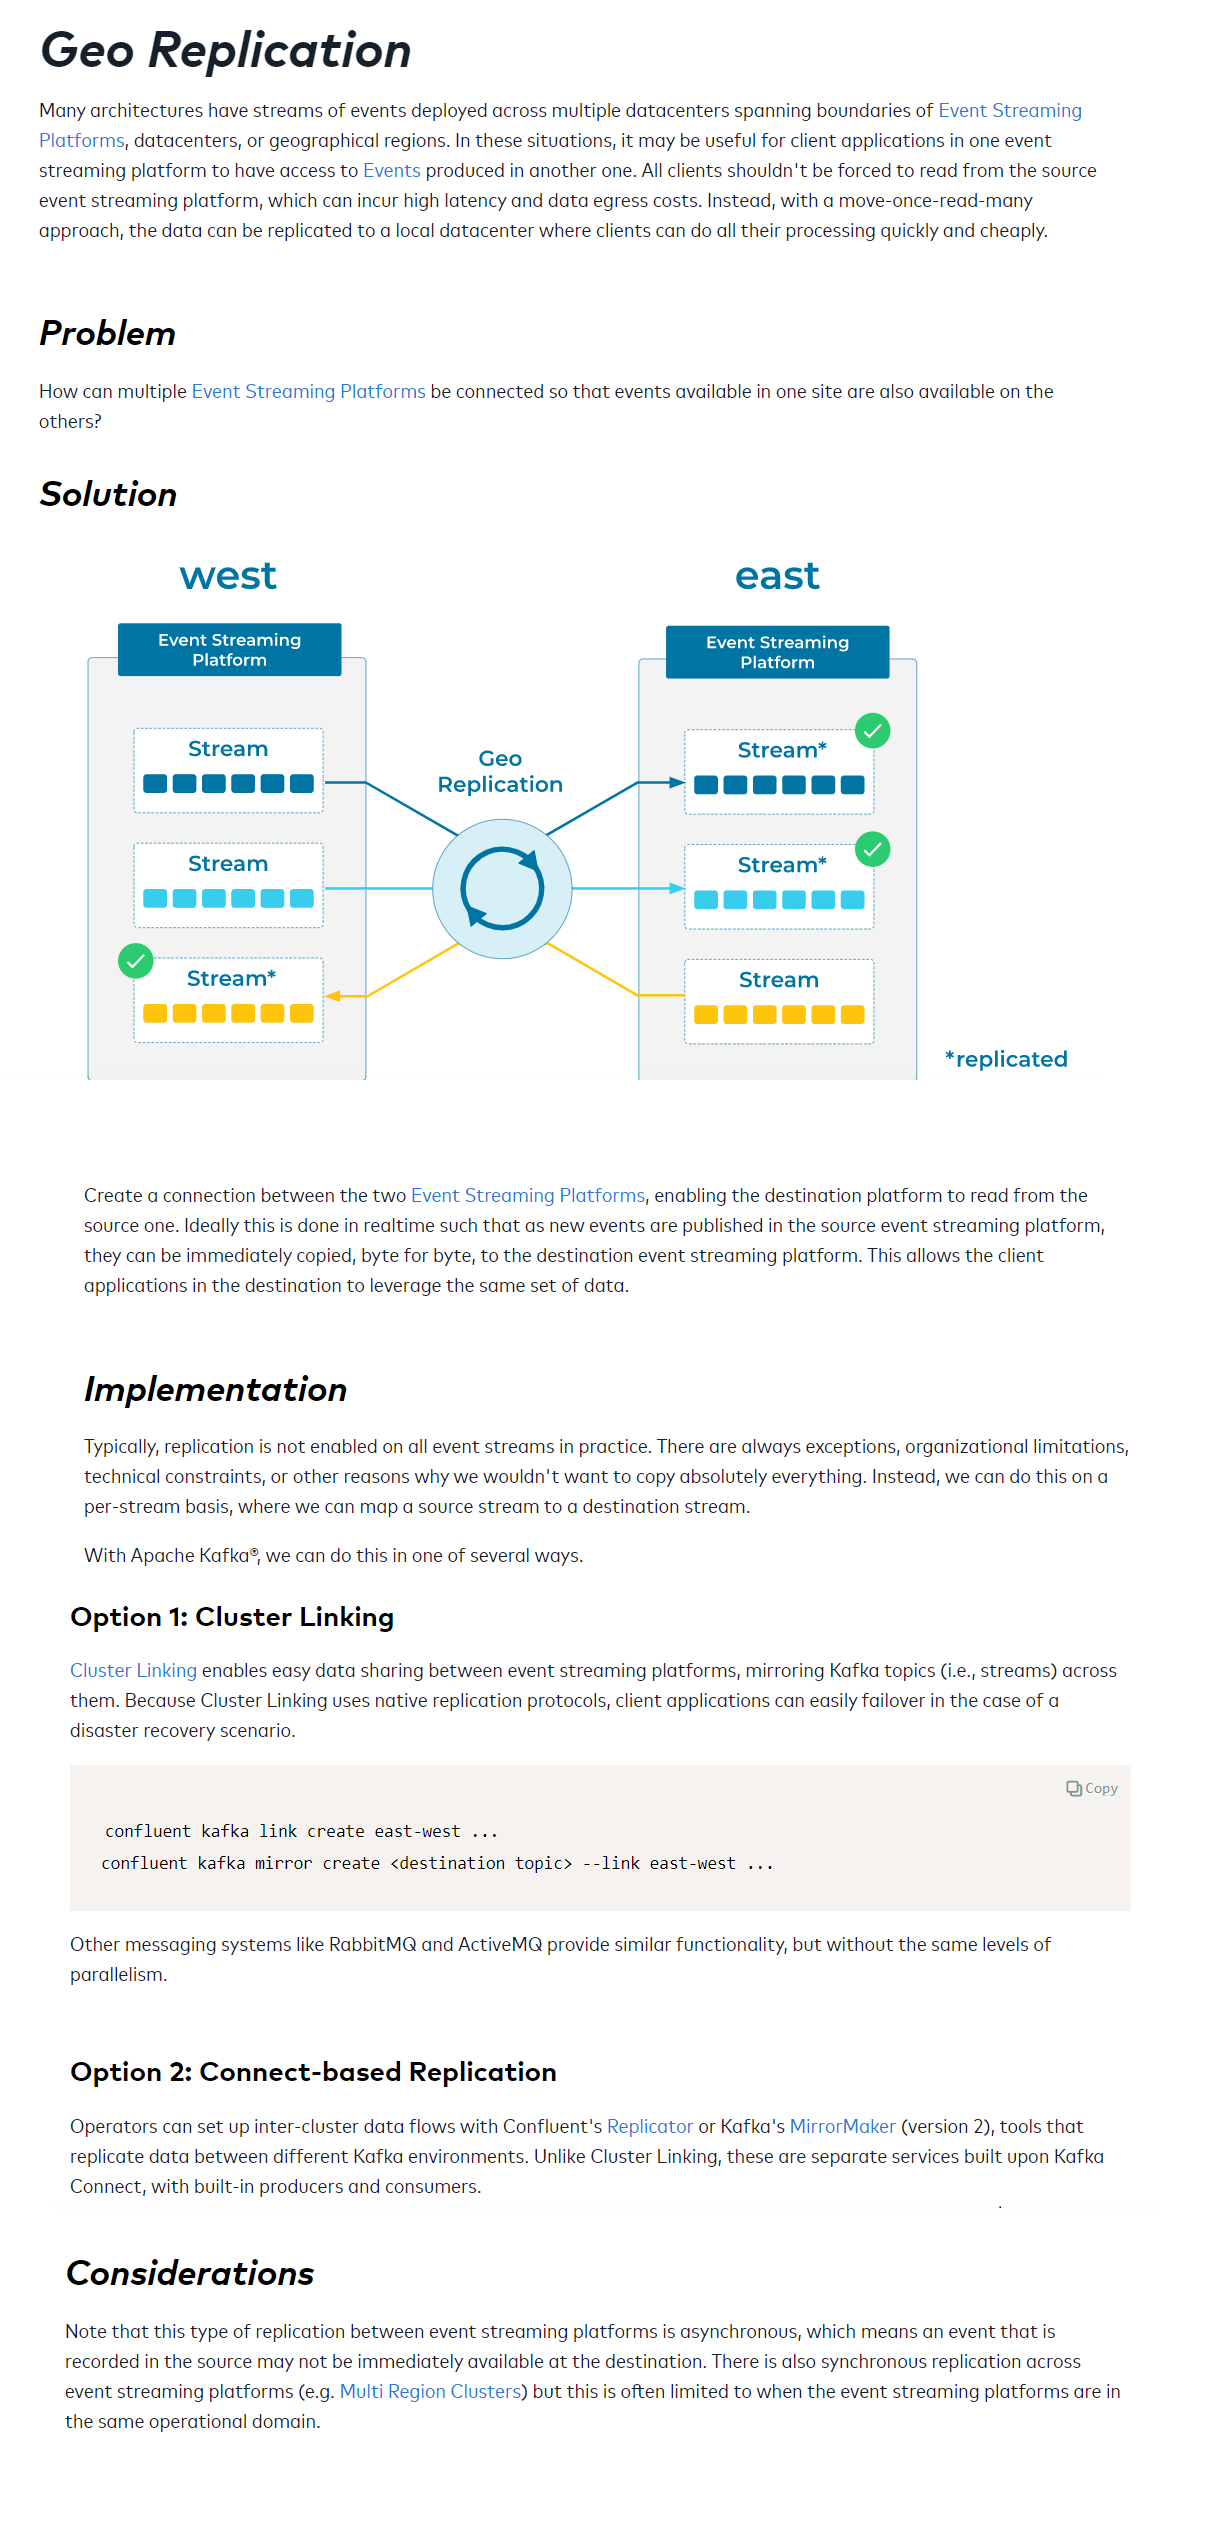 Geo Replication
Many architectures have streams of events deployed across multiple datacenters spanning boundaries of Event Streaming
Platforms, datacenters, or geographical regions. In these situations, it may be useful for client applications in one event
streaming platform to have access to Events produced in another one. All clients shouldn't be forced to read from the source
event streaming platform, which can incur high latency and data egress costs. Instead, with a move-once-read-many
approach, the data can be replicated to a local datacenter where clients can do all their processing quickly and cheaply.
Problem
How can multiple Event Streaming Platforms be connected so that events available in one site are also available on the
others?
Solution
west
east
Event Streaming
Platform
Event Streaming
Platform
Stream
Geo
Replication
Stream*
Stream
Stream*
Stream*
Stream
*replicated
Create a connection between the two Event Streaming Platforms, enabling the destination platform to read from the
source one. Ideally this is done in realtime such that as new events are published in the source event streaming platform,
they can be immediately copied, byte for byte, to the destination event streaming platform. This allows the client
applications in the destination to leverage the same set of data.
Implementation
Typically, replication is not enabled on all event streams in practice. There are always exceptions, organizational limitations,
technical constraints, or other reasons why we wouldn't want to copy absolutely everything. Instead, we can do this on a
per-stream basis, where we can map a source stream to a destination stream.
With Apache Kafka®, we can do this in one of several ways.
Option 1: Cluster Linking
Cluster Linking enables easy data sharing between event streaming platforms, mirroring Kafka topics (i.e., streams) across
them. Because Cluster Linking uses native replication protocols, client applications can easily failover in the case of a
disaster recovery scenario.
Copy
confluent kafka link create east-west ...
confluent kafka mirror create <destination topic> --link east-west ...
Other messaging systems like RabbitMQ and ActiveMQ provide similar functionality, but without the same levels of
parallelism.
Option 2: Connect-based Replication
Operators can set up inter-cluster data flows with Confluent's Replicator or Kafka's MirrorMaker (version 2), tools that
replicate data between different Kafka environments. Unlike Cluster Linking, these are separate services built upon Kafka
Connect, with built-in producers and consumers.
Considerations
Note that this type of replication between event streaming platforms is asynchronous, which means an event that is
recorded in the source may not be immediately available at the destination. There is also synchronous replication across
event streaming platforms (e.g. Multi Region Clusters) but this is often limited to when the event streaming platforms are in
the same operational domain.